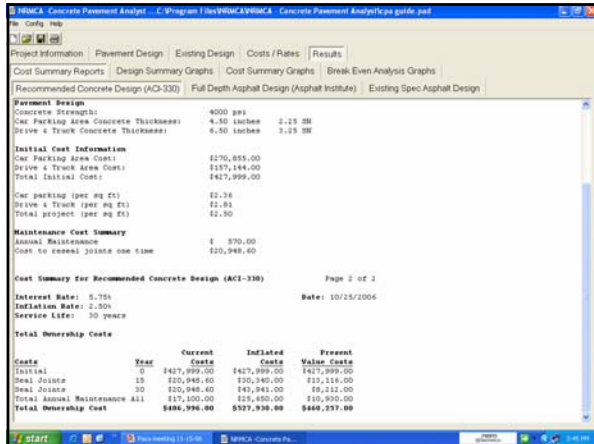 NRMCA -Concrete Pavement Analyst ...C:\Program Files\NRMCA\NRMCA - Concrete Pavement Analyst\cpa guide.pad
File Config Help
Project Information Pavement Design Existing Design Costs / Rates Results
Cost Summary Reports Design Summary Graphs Cost Summary Graphs Break Even Analysis Graphs
Recommended Concrete Design (ACI-330) Full Depth Asphalt Design (Asphalt Institute) Existing Spec Asphalt Design
Pavement Design
Concrete Strength: 4000 psi
Car Parking Area Concrete Thickness: 4.50 inches 2.25 SN
Drive & Truck Concrete Thickness: 6.50 inches 3.25 SN
Initial Cost Information
Car Parking Area Cost: $270,855.00
Drive & Truck Area Cost: $157,144.00
Total Initial Cost: $427,999.00
Car parking (per sq ft) $2.36
Drive & Truck (per sq ft) $2.81
Total project (per sq ft) $2.50
Maintenance Cost Summary
Annual Maintenance $ 570.00
Cost to reseal joints one time $20,948.60
Cost Summary for Recommended Concrete Design (ACI-330) Page 2 of 2
Interest Rate: 5.75% Date: 10/25/2006
Inflation Rate: 2.50%
Service Life: 30 years
Total Ownership Costs
Current Inflated Present
Costs Year Costs Costs Value Costs
Initial 0 $427,999.00 $427,999.00 $427,999.00
Seal Joints 15 $20,948.60 $30,340.00 $13,116.00
Seal Joints 30 $20,948.60 $43,941.00 $8,212.00
Total Annual Maintenance All $17,100.00 $25,650.00 $10,930.00
Total Ownership Cost $486,996.00 $527,930.00 $460,257.00
start Paca meeting 11-15-06 NRMCA -Concrete Pa... 3:45 PM